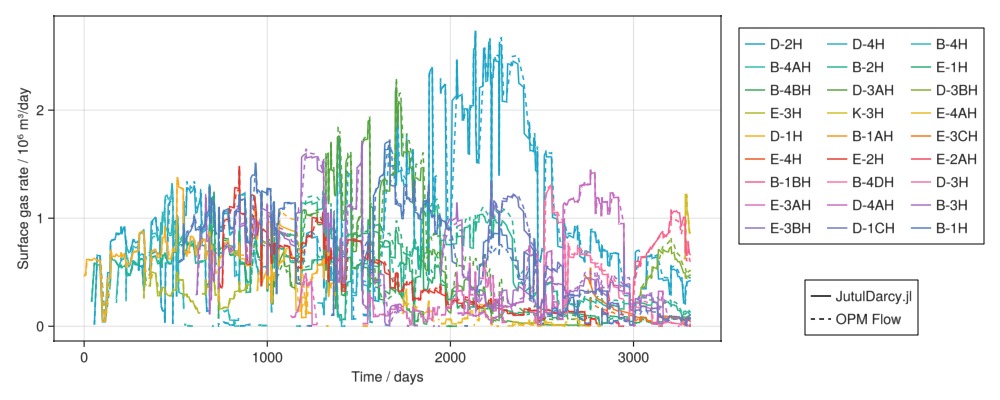 Surface gas rate / 10⁶ m³/day
2
1
0
0 1000 2000 3000
Time / days
D-2H D-4H B-4H
B-4AH B-2H E-1H
B-4BH D-3AH D-3BH
E-3H K-3H E-4AH
D-1H B-1AH E-3CH
E-4H E-2H E-2AH
B-1BH B-4DH D-3H
E-3AH D-4AH B-3H
E-3BH D-1CH B-1H
JutulDarcy.jl
OPM Flow